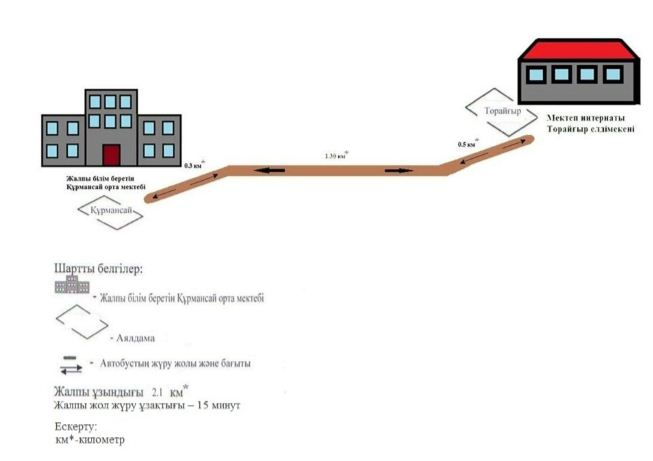 Торайғыр
Мектеп интернаты
Торайғыр елдімекені
0.5 км*
1.30 км*
0.3 км*
Жалпы білім беретін
Құрмансай орта мектебі
Құрмансай
Шартты белгілер:
- Жалпы білім беретін Құрмансай орта мектебі
- Аялдама
- Автобустың жүру жолы және бағыты
Жалпы ұзындығы 2.1 км*
Жалпы жол жүру ұзақтығы – 15 минут
Ескерту:
км*-километр